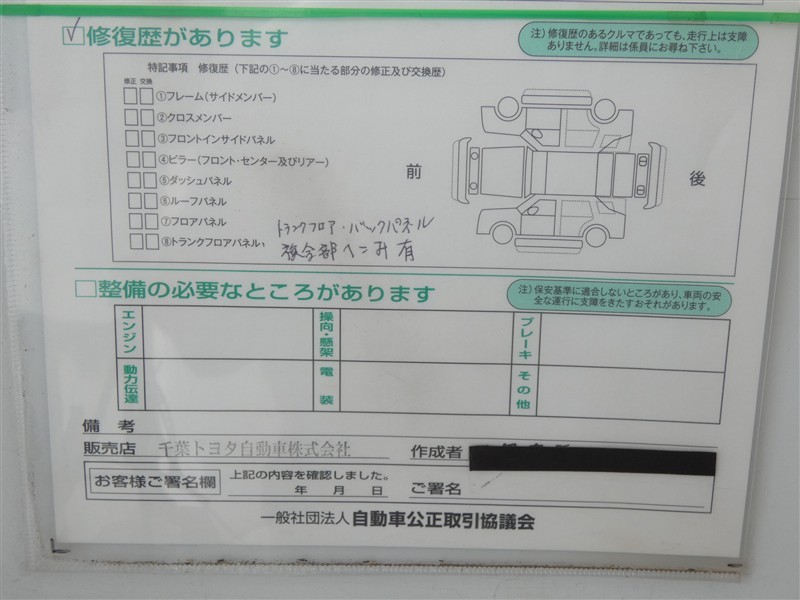 ☑修復歴があります
注）修復歴のあるクルマであっても、走行上は支障
ありません。詳細は係員にお尋ね下さい。
特記事項　修復歴（下記の①〜⑧に当たる部分の修正及び交換歴）
修正 交換
□□①フレーム（サイドメンバー）
□□②クロスメンバー
□□③フロントインサイドパネル
□□④ピラー（フロント・センター及びリアー）
□□⑤ダッシュパネル
□□⑥ルーフパネル
□□⑦フロアパネル
□□⑧トランクフロアパネル
トランクフロア・バックパネル
接合部へこみ有
前
後
□整備の必要なところがあります
注）保安基準に適合しないところがあり、車両の安
全な運行に支障をきたすおそれがあります。
エンジン
操向・懸架
ブレーキ
動力伝達
電装
その他
備考
販売店　千葉トヨタ自動車株式会社
作成者
お客様ご署名欄
上記の内容を確認しました。
年　月　日
ご署名
一般社団法人 自動車公正取引協議会